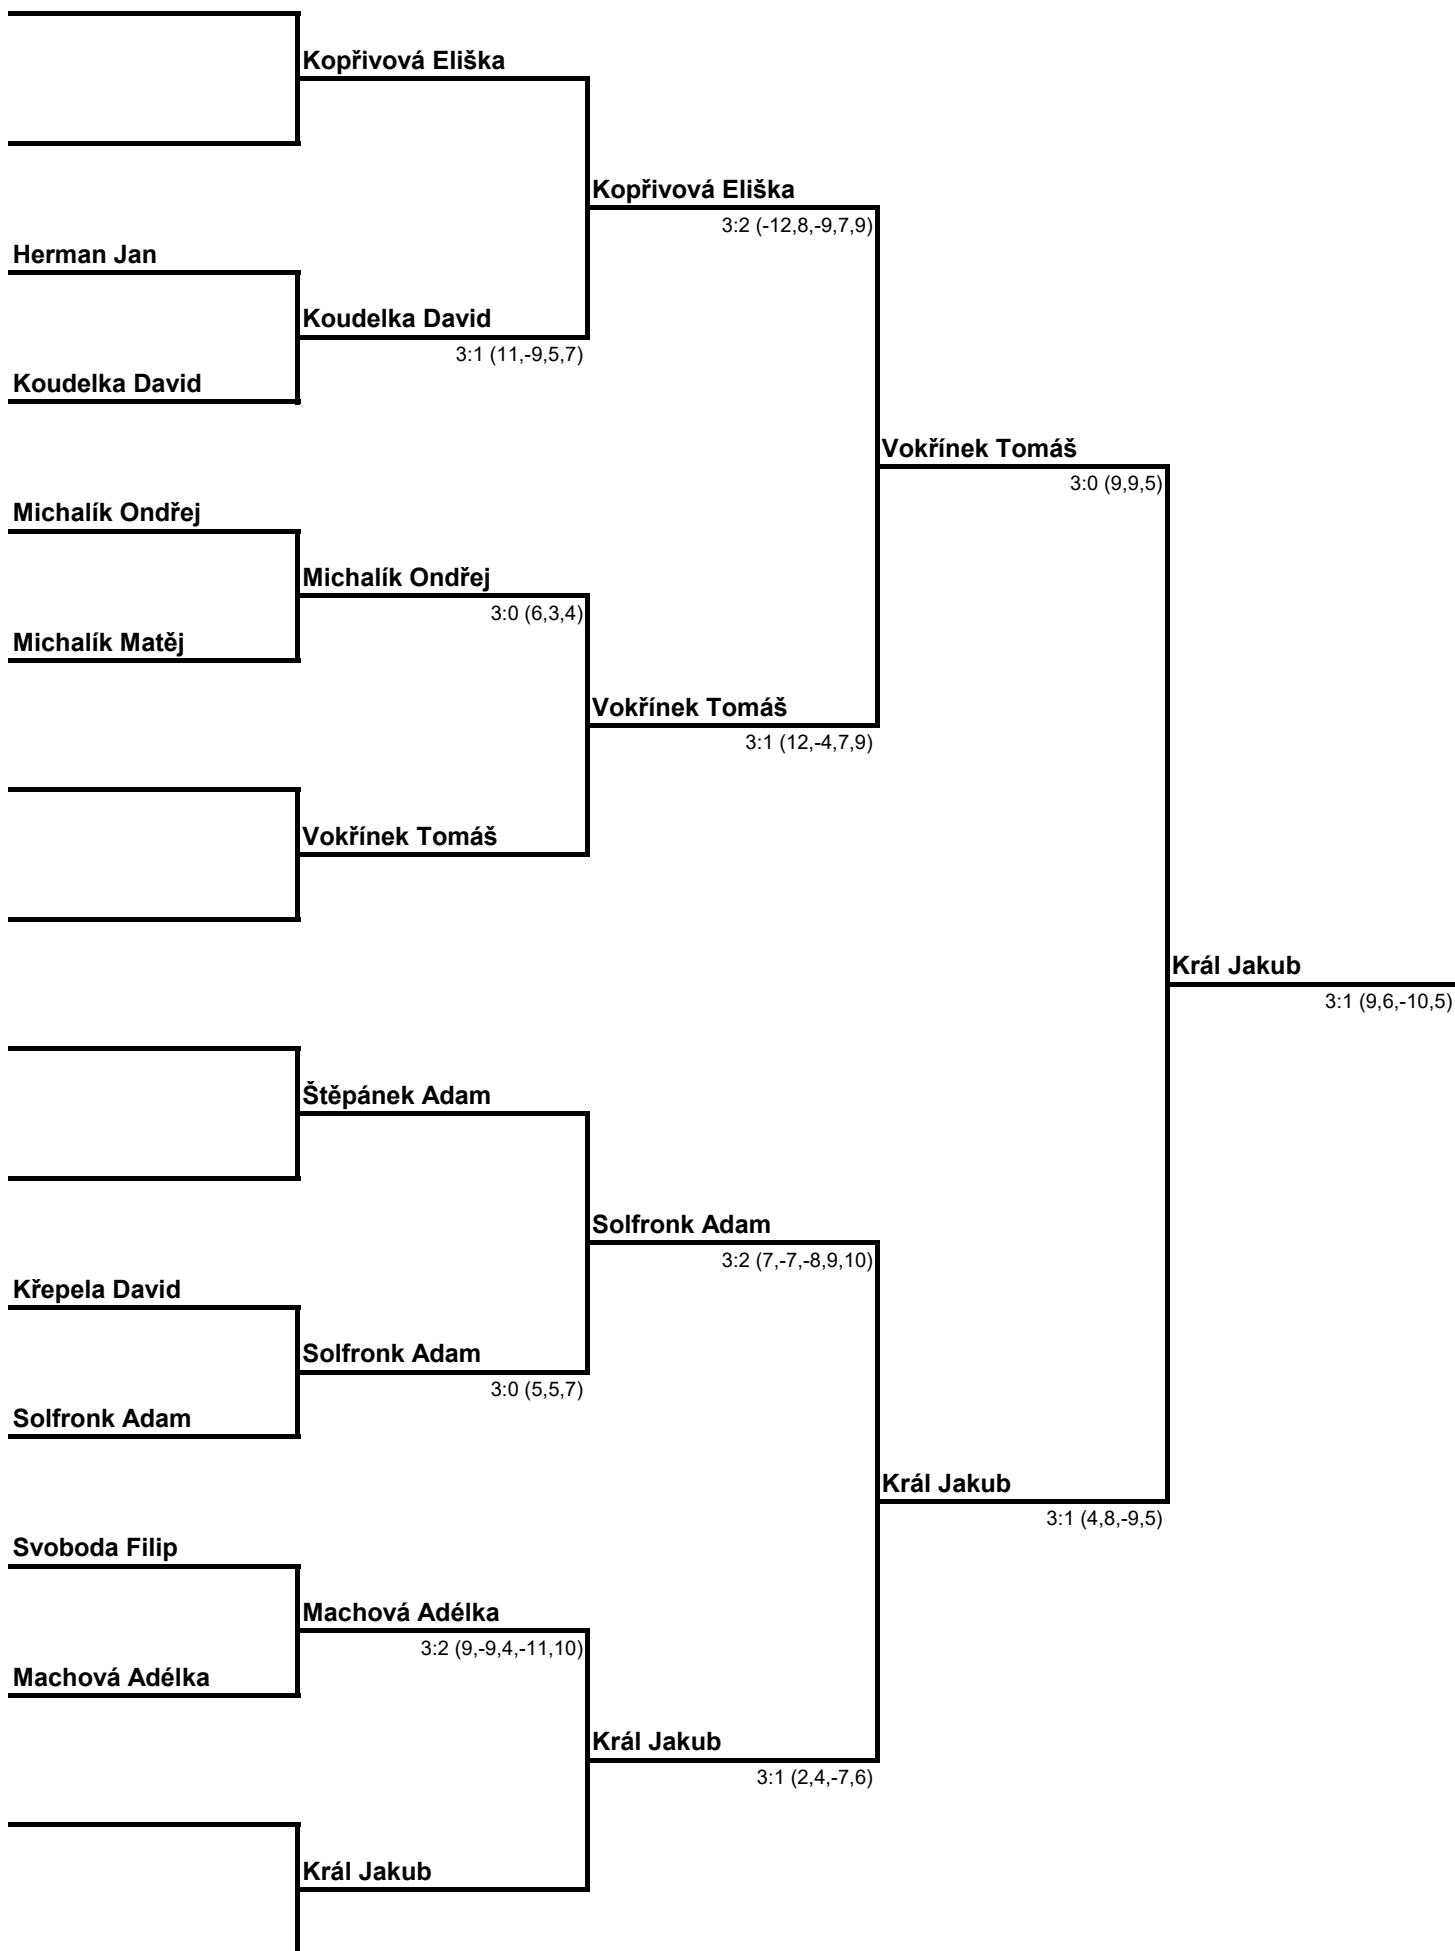 Kopřivová Eliška
Kopřivová Eliška
3:2 (-12,8,-9,7,9)
Herman Jan
Koudelka David
3:1 (11,-9,5,7)
Koudelka David
Vokřínek Tomáš
3:0 (9,9,5)
Michalík Ondřej
Michalík Ondřej
3:0 (6,3,4)
Michalík Matěj
Vokřínek Tomáš
3:1 (12,-4,7,9)
Vokřínek Tomáš
Král Jakub
3:1 (9,6,-10,5)
Štěpánek Adam
Solfronk Adam
3:2 (7,-7,-8,9,10)
Křepela David
Solfronk Adam
3:0 (5,5,7)
Solfronk Adam
Král Jakub
3:1 (4,8,-9,5)
Svoboda Filip
Machová Adélka
3:2 (9,-9,4,-11,10)
Machová Adélka
Král Jakub
3:1 (2,4,-7,6)
Král Jakub